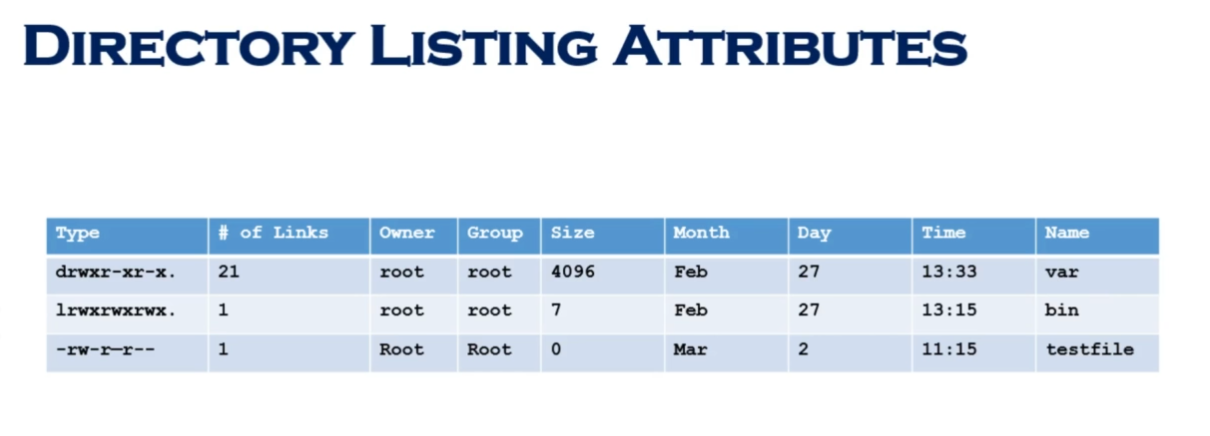 DIRECTORY LISTING ATTRIBUTES
Type # of Links Owner Group Size Month Day Time Name
drwxr-xr-x. 21 root root 4096 Feb 27 13:33 var
lrwxrwxrwx. 1 root root 7 Feb 27 13:15 bin
-rw-r—r-- 1 Root Root 0 Mar 2 11:15 testfile